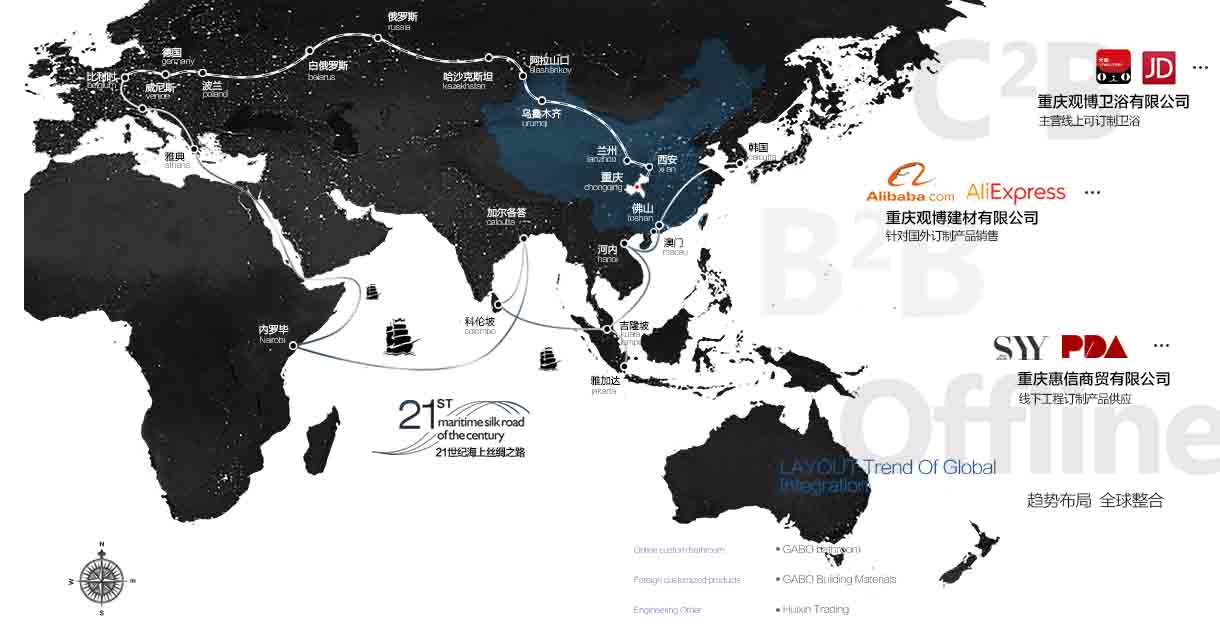 俄罗斯
russia
德国
germany
白俄罗斯
belarus
比利时
belgium
威尼斯
venice
波兰
poland
哈沙克斯坦
kazakhstan
阿拉山口
alashankoy
乌鲁木齐
urumqi
雅典
athens
兰州
lanzhou
西安
xi an
重庆
chongqing
韩国
calcutta
佛山
foshan
加尔各答
calcutta
河内
hanoi
澳门
macau
内罗毕
Nairobi
科伦坡
colombo
吉隆坡
kuala
lumpur
雅加达
jakarta
21ST
maritime silk road
of the century
21世纪海上丝绸之路
N
W
E
S
C2B
JD
...
重庆观博卫浴有限公司
主营线上可订制卫浴
B2B
Alibaba.com
AliExpress
...
重庆观博建材有限公司
针对国外订制产品销售
Offline
SYY
PDA
...
重庆惠信商贸有限公司
线下工程订制产品供应
LAYOUT Trend Of Global
Integration
趋势布局 全球整合
Online custom bathroom
• GABO bathroom
Foreign customized products
• GABO Building Materials
Engineering Order
• Huixin Trading